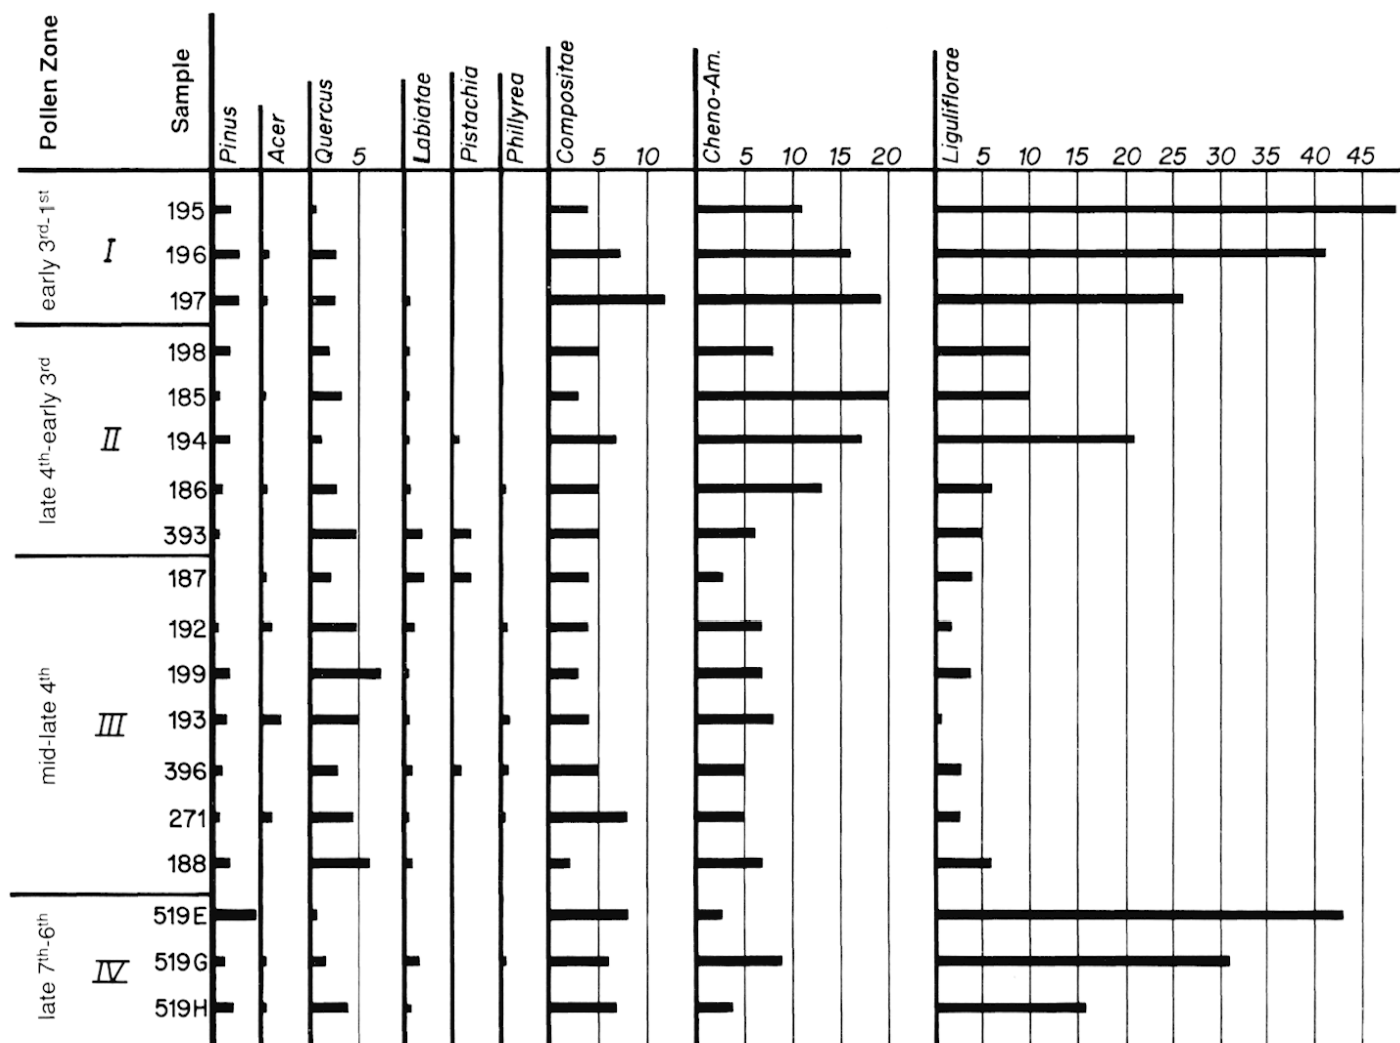 Pollen Zone
Sample
Pinus
Acer
Quercus
Labiatae
Pistachia
Phillyrea
Compositae
Cheno-Am.
Liguliflorae
5
5 10
5 10 15 20
5 10 15 20 25 30 35 40 45
early 3rd-1st
I
195
196
197
late 4th-early 3rd
II
198
185
194
186
393
mid-late 4th
III
187
192
199
193
396
271
188
late 7th-6th
IV
519E
519G
519H